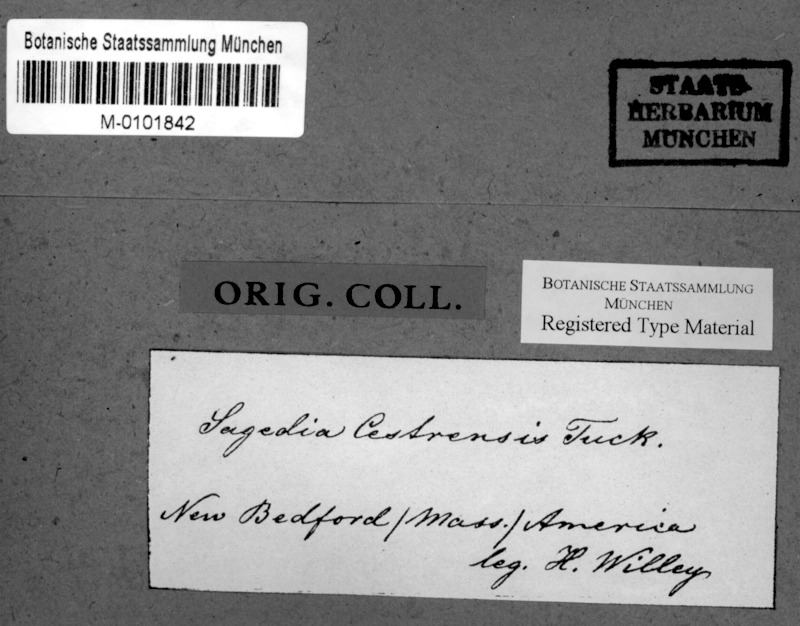 Botanische Staatssammlung München
M-0101842
STAATS-
HERBARIUM
MÜNCHEN
ORIG. COLL.
BOTANISCHE STAATSSAMMLUNG
MÜNCHEN
Registered Type Material
Sagedia Cestrensis Tuck.
New Bedford / Mass. / America
leg. H. Willey